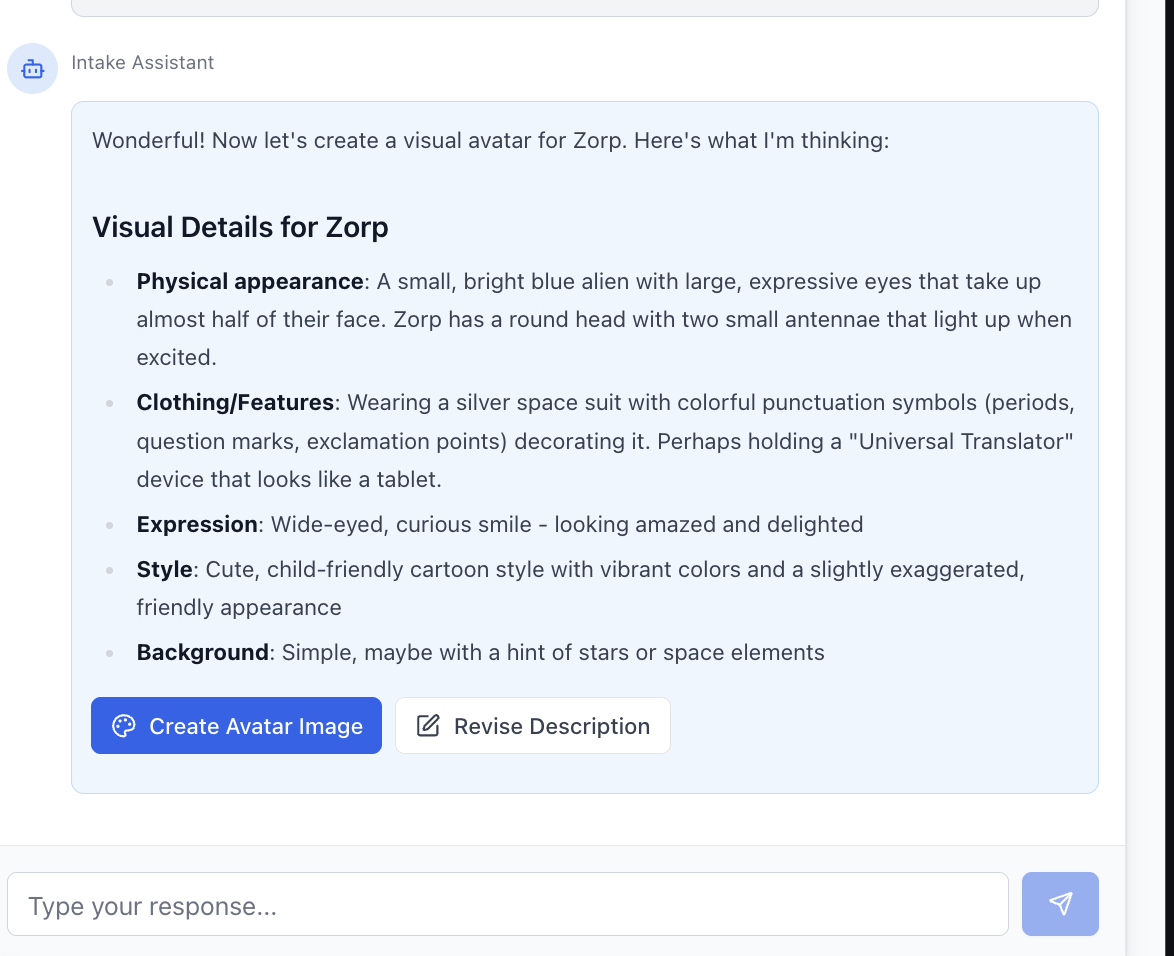 Intake Assistant
Wonderful! Now let's create a visual avatar for Zorp. Here's what I'm thinking:
Visual Details for Zorp
Physical appearance: A small, bright blue alien with large, expressive eyes that take up
almost half of their face. Zorp has a round head with two small antennae that light up when
excited.
Clothing/Features: Wearing a silver space suit with colorful punctuation symbols (periods,
question marks, exclamation points) decorating it. Perhaps holding a "Universal Translator"
device that looks like a tablet.
Expression: Wide-eyed, curious smile - looking amazed and delighted
Style: Cute, child-friendly cartoon style with vibrant colors and a slightly exaggerated,
friendly appearance
Background: Simple, maybe with a hint of stars or space elements
Create Avatar Image
Revise Description
Type your response...